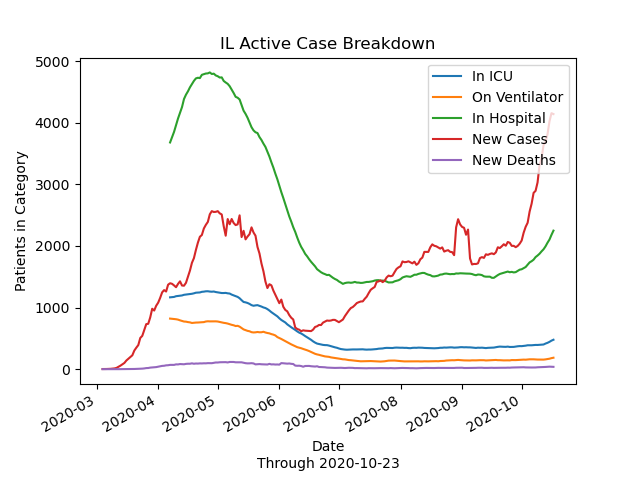 IL Active Case Breakdown
Patients in Category
5000
4000
3000
2000
1000
0
In ICU
On Ventilator
In Hospital
New Cases
New Deaths
2020-03
2020-04
2020-05
2020-06
2020-07
2020-08
2020-09
2020-10
Date
Through 2020-10-23